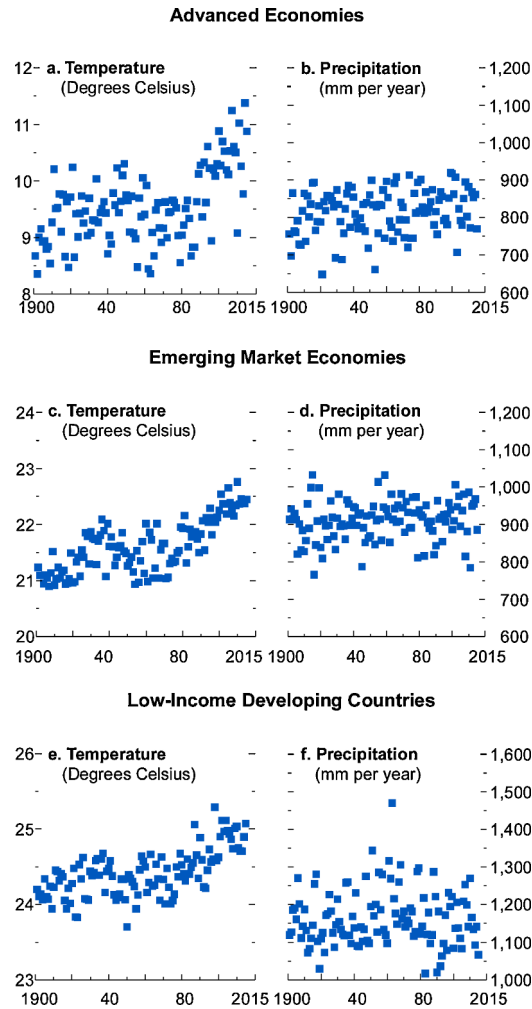 Advanced Economies
a. Temperature
(Degrees Celsius)
12
11
10
9
8
1900 40 80 2015
b. Precipitation
(mm per year)
1,200
1,100
1,000
900
800
700
600
1900 40 80 2015
Emerging Market Economies
c. Temperature
(Degrees Celsius)
24
23
22
21
20
1900 40 80 2015
d. Precipitation
(mm per year)
1,200
1,100
1,000
900
800
700
600
1900 40 80 2015
Low-Income Developing Countries
e. Temperature
(Degrees Celsius)
26
25
24
23
1900 40 80 2015
f. Precipitation
(mm per year)
1,600
1,500
1,400
1,300
1,200
1,100
1,000
1900 40 80 2015